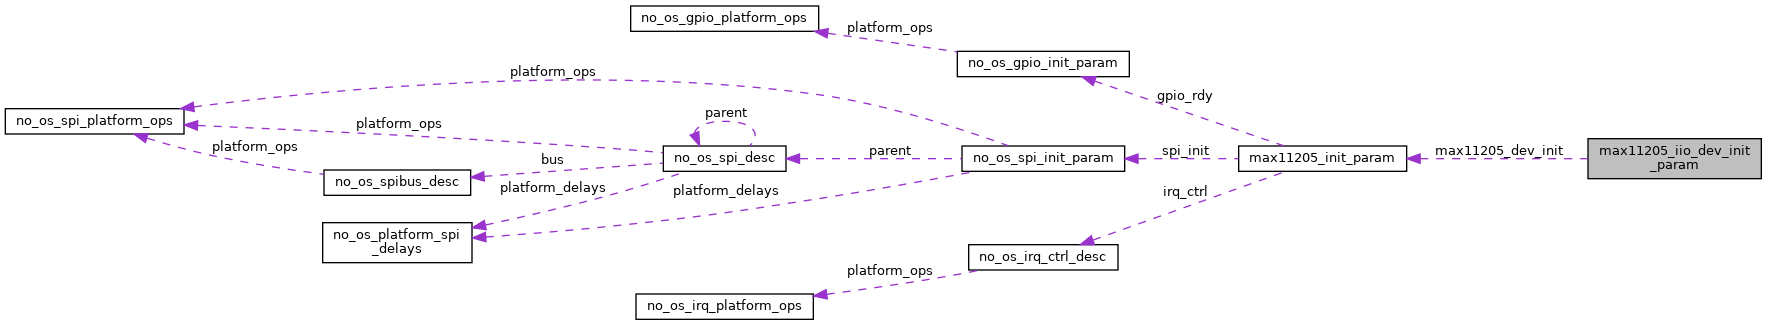 no_os_gpio_platform_ops
platform_ops
no_os_gpio_init_param
platform_ops
gpio_rdy
no_os_spi_platform_ops
parent
platform_ops
platform_ops
bus
no_os_spi_desc
parent
no_os_spi_init_param
spi_init
max11205_init_param
max11205_dev_init
max11205_iio_dev_init
_param
no_os_spibus_desc
platform_delays
platform_delays
irq_ctrl
no_os_platform_spi
_delays
no_os_irq_ctrl_desc
platform_ops
no_os_irq_platform_ops